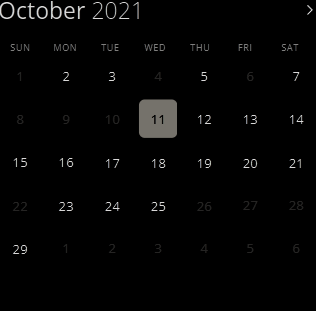 October 2021
SUN MON TUE WED THU FRI SAT
1 2 3 4 5 6 7
8 9 10 11 12 13 14
15 16 17 18 19 20 21
22 23 24 25 26 27 28
29 1 2 3 4 5 6